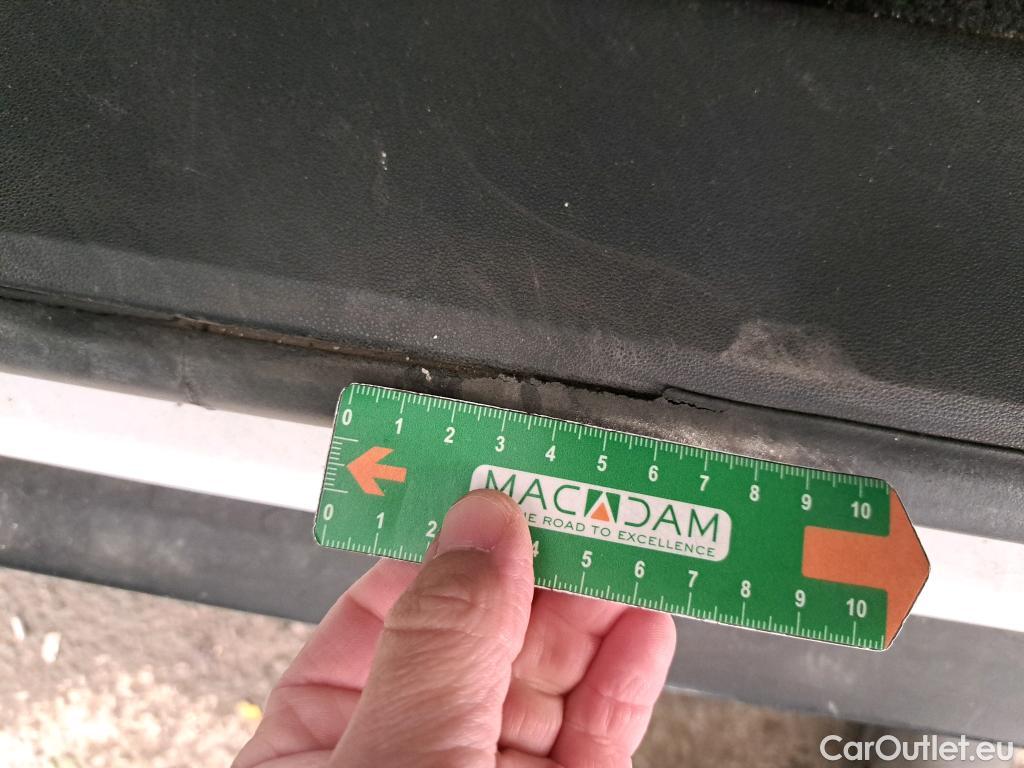 0 1 2 3 4 5 6 7 8 9 10
MACADAM
THE ROAD TO EXCELLENCE
0 1 2 4 5 6 7 8 9 10
CarOutlet.eu